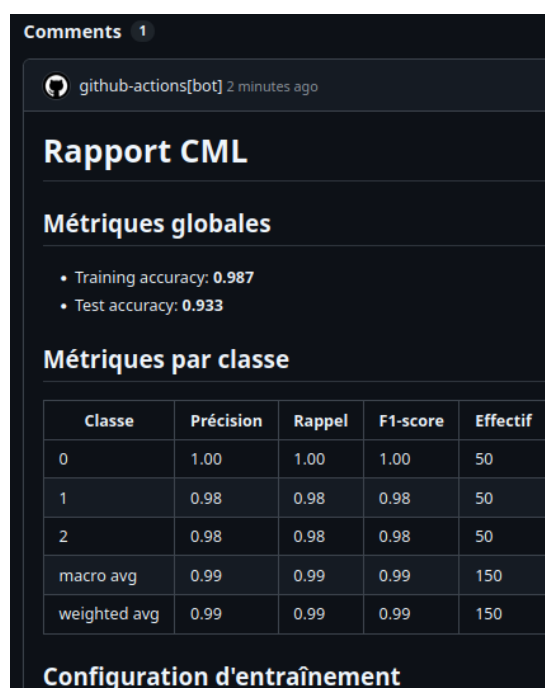 Comments 1
github-actions[bot] 2 minutes ago
Rapport CML
Métriques globales
• Training accuracy: 0.987
• Test accuracy: 0.933
Métriques par classe
Classe Précision Rappel F1-score Effectif
0 1.00 1.00 1.00 50
1 0.98 0.98 0.98 50
2 0.98 0.98 0.98 50
macro avg 0.99 0.99 0.99 150
weighted avg 0.99 0.99 0.99 150
Configuration d'entraînement